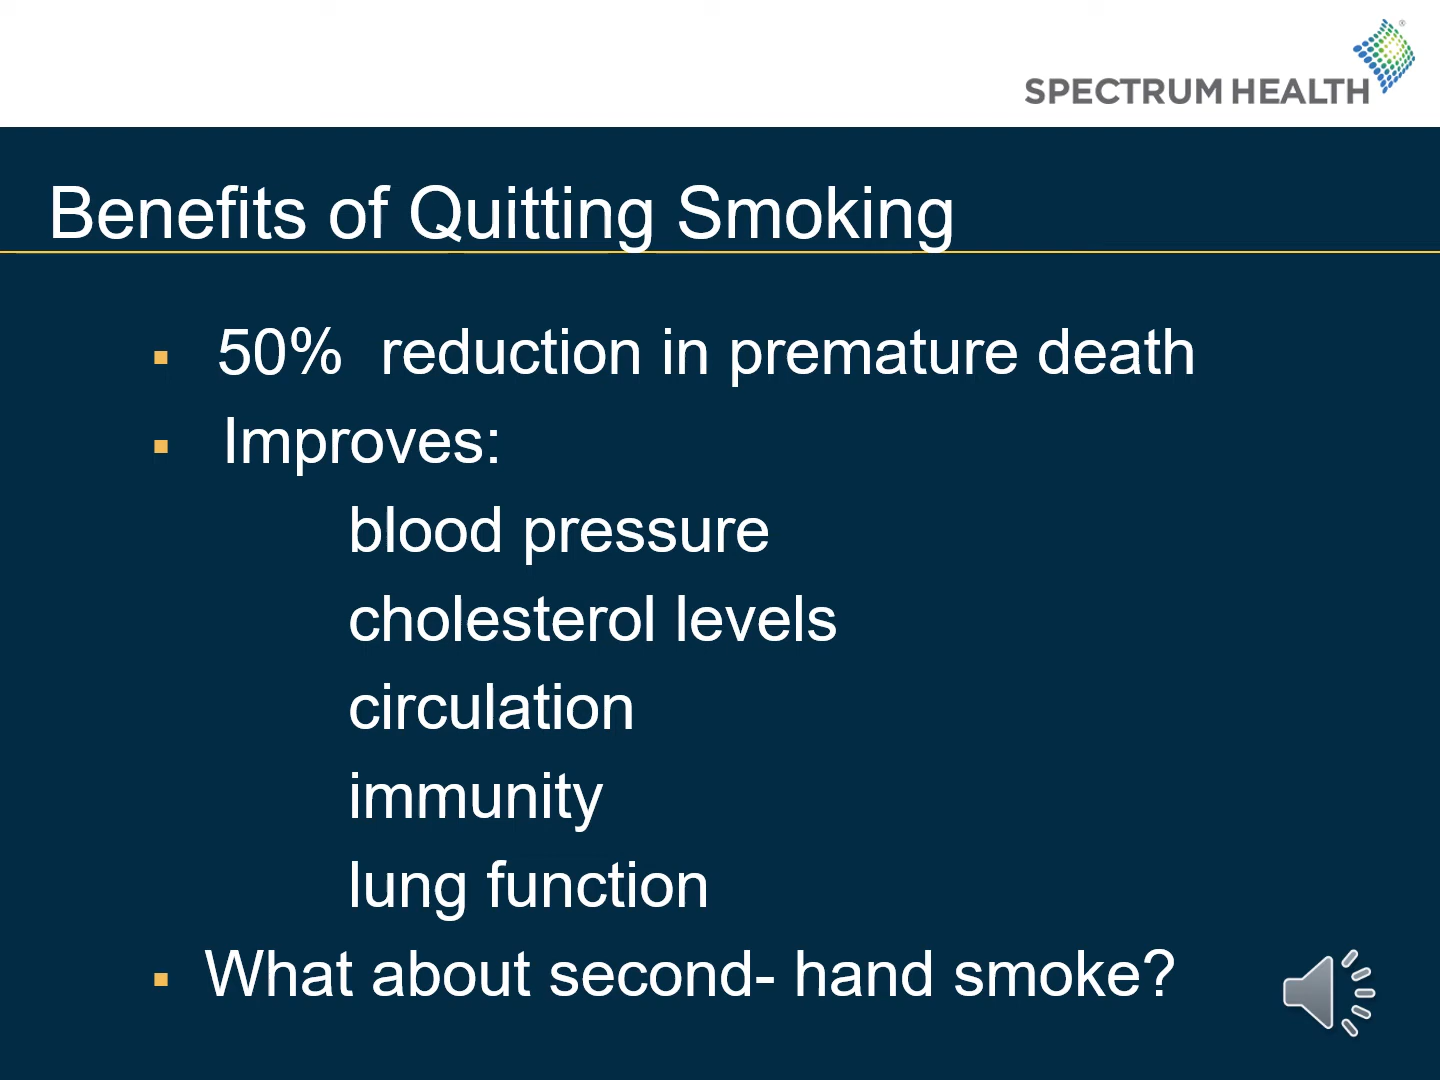 SPECTRUM HEALTH®
Benefits of Quitting Smoking
▪ 50% reduction in premature death
▪ Improves:
blood pressure
cholesterol levels
circulation
immunity
lung function
▪ What about second- hand smoke?